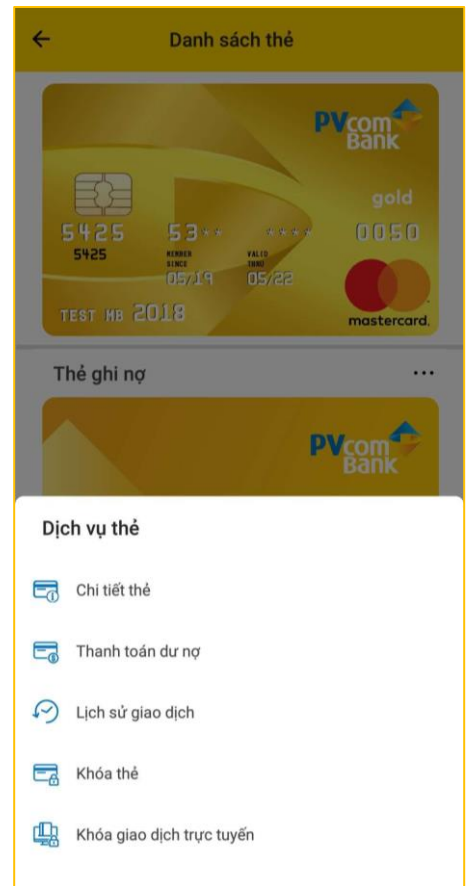 Danh sách thẻ
PVcom
Bank
gold
5425 53** **** 0050
5425 MEMBER SINCE VALID THRU
05/19 05/22
TEST MB 2018
mastercard.
Thẻ ghi nợ
PVcom
Bank
Dịch vụ thẻ
Chi tiết thẻ
Thanh toán dư nợ
Lịch sử giao dịch
Khóa thẻ
Khóa giao dịch trực tuyến